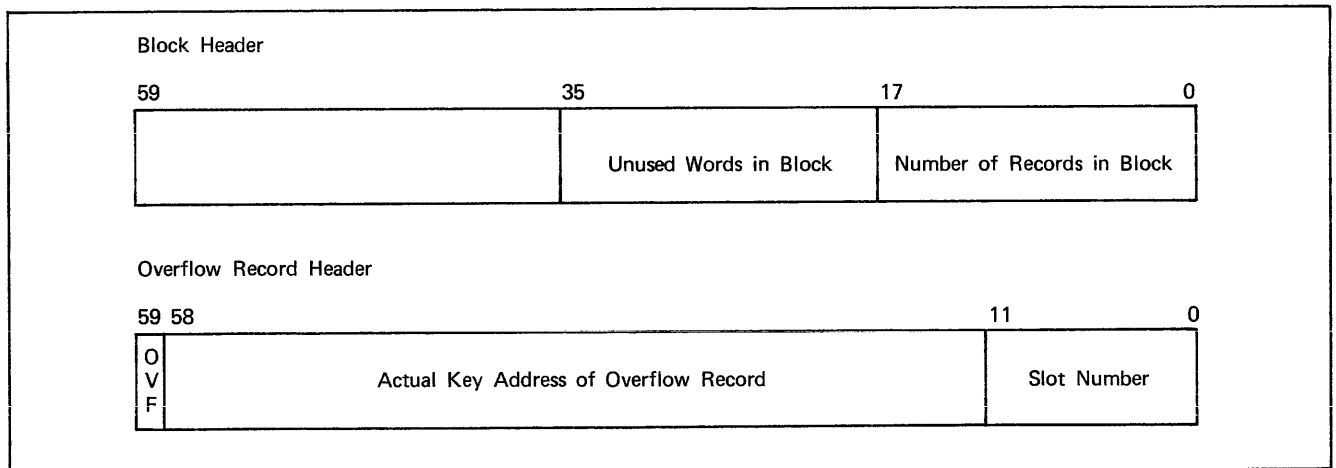 Block Header
59 35 17 0
Unused Words in Block Number of Records in Block
Overflow Record Header
59 58 11 0
OVF Actual Key Address of Overflow Record Slot Number